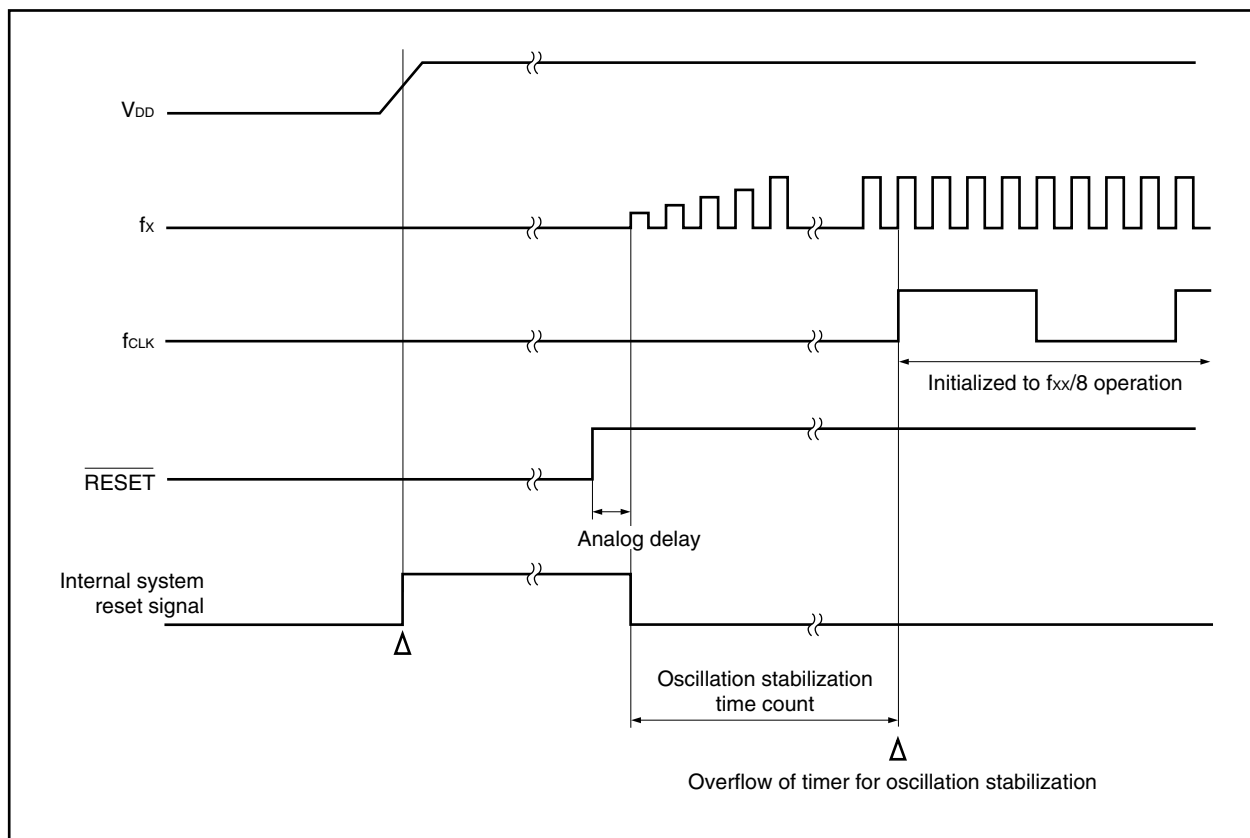 VDD
fX
fCLK
Initialized to fXX/8 operation
RESET
Analog delay
Internal system
reset signal
Oscillation stabilization
time count
Overflow of timer for oscillation stabilization